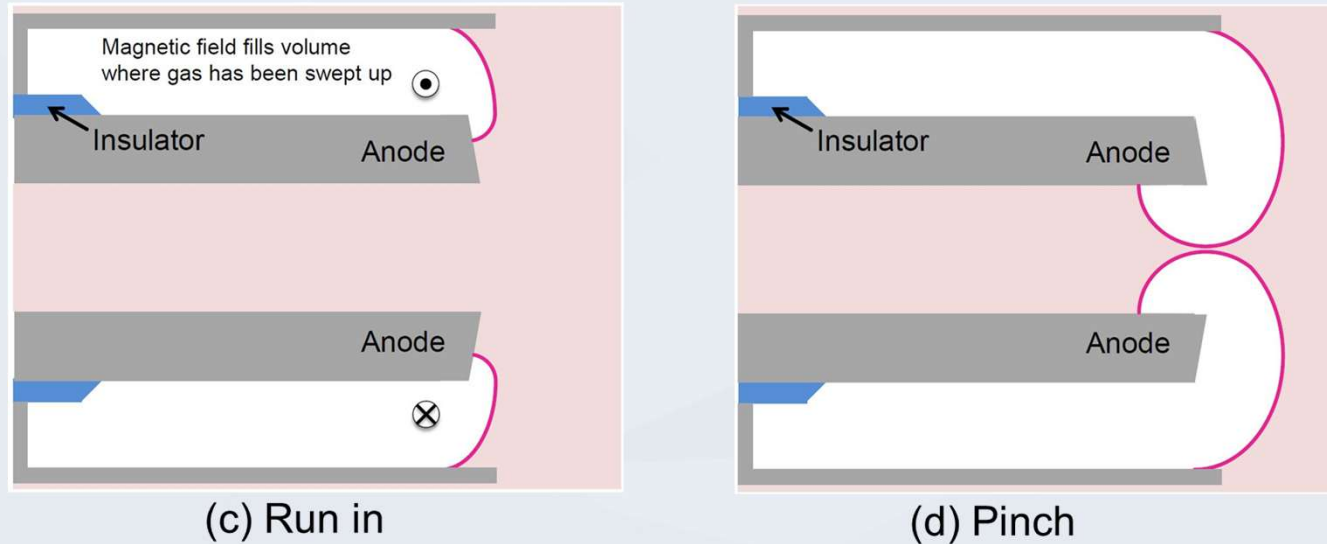 Magnetic field fills volume
where gas has been swept up
Insulator
Anode
Anode
(c) Run in
Insulator
Anode
Anode
(d) Pinch